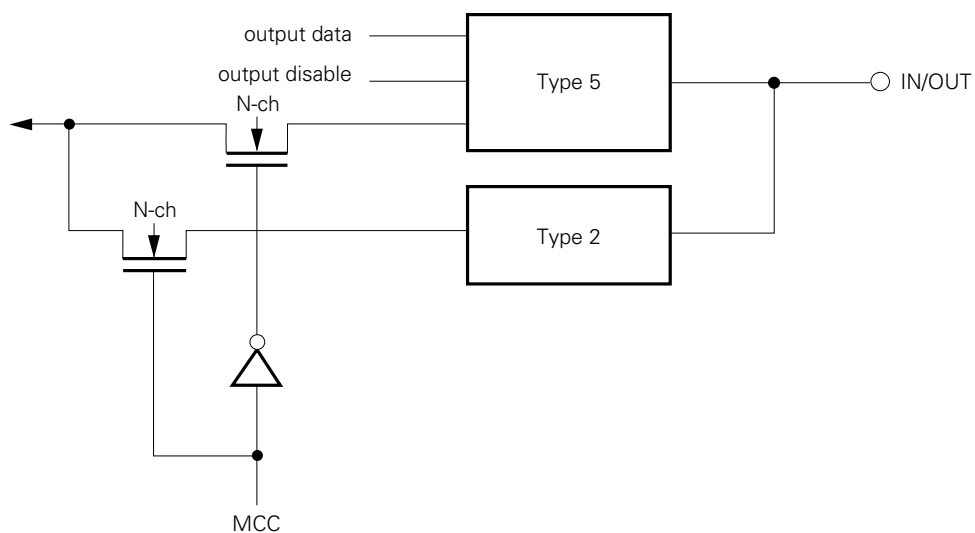 output data
output disable
N-ch
Type 5
IN/OUT
N-ch
Type 2
MCC